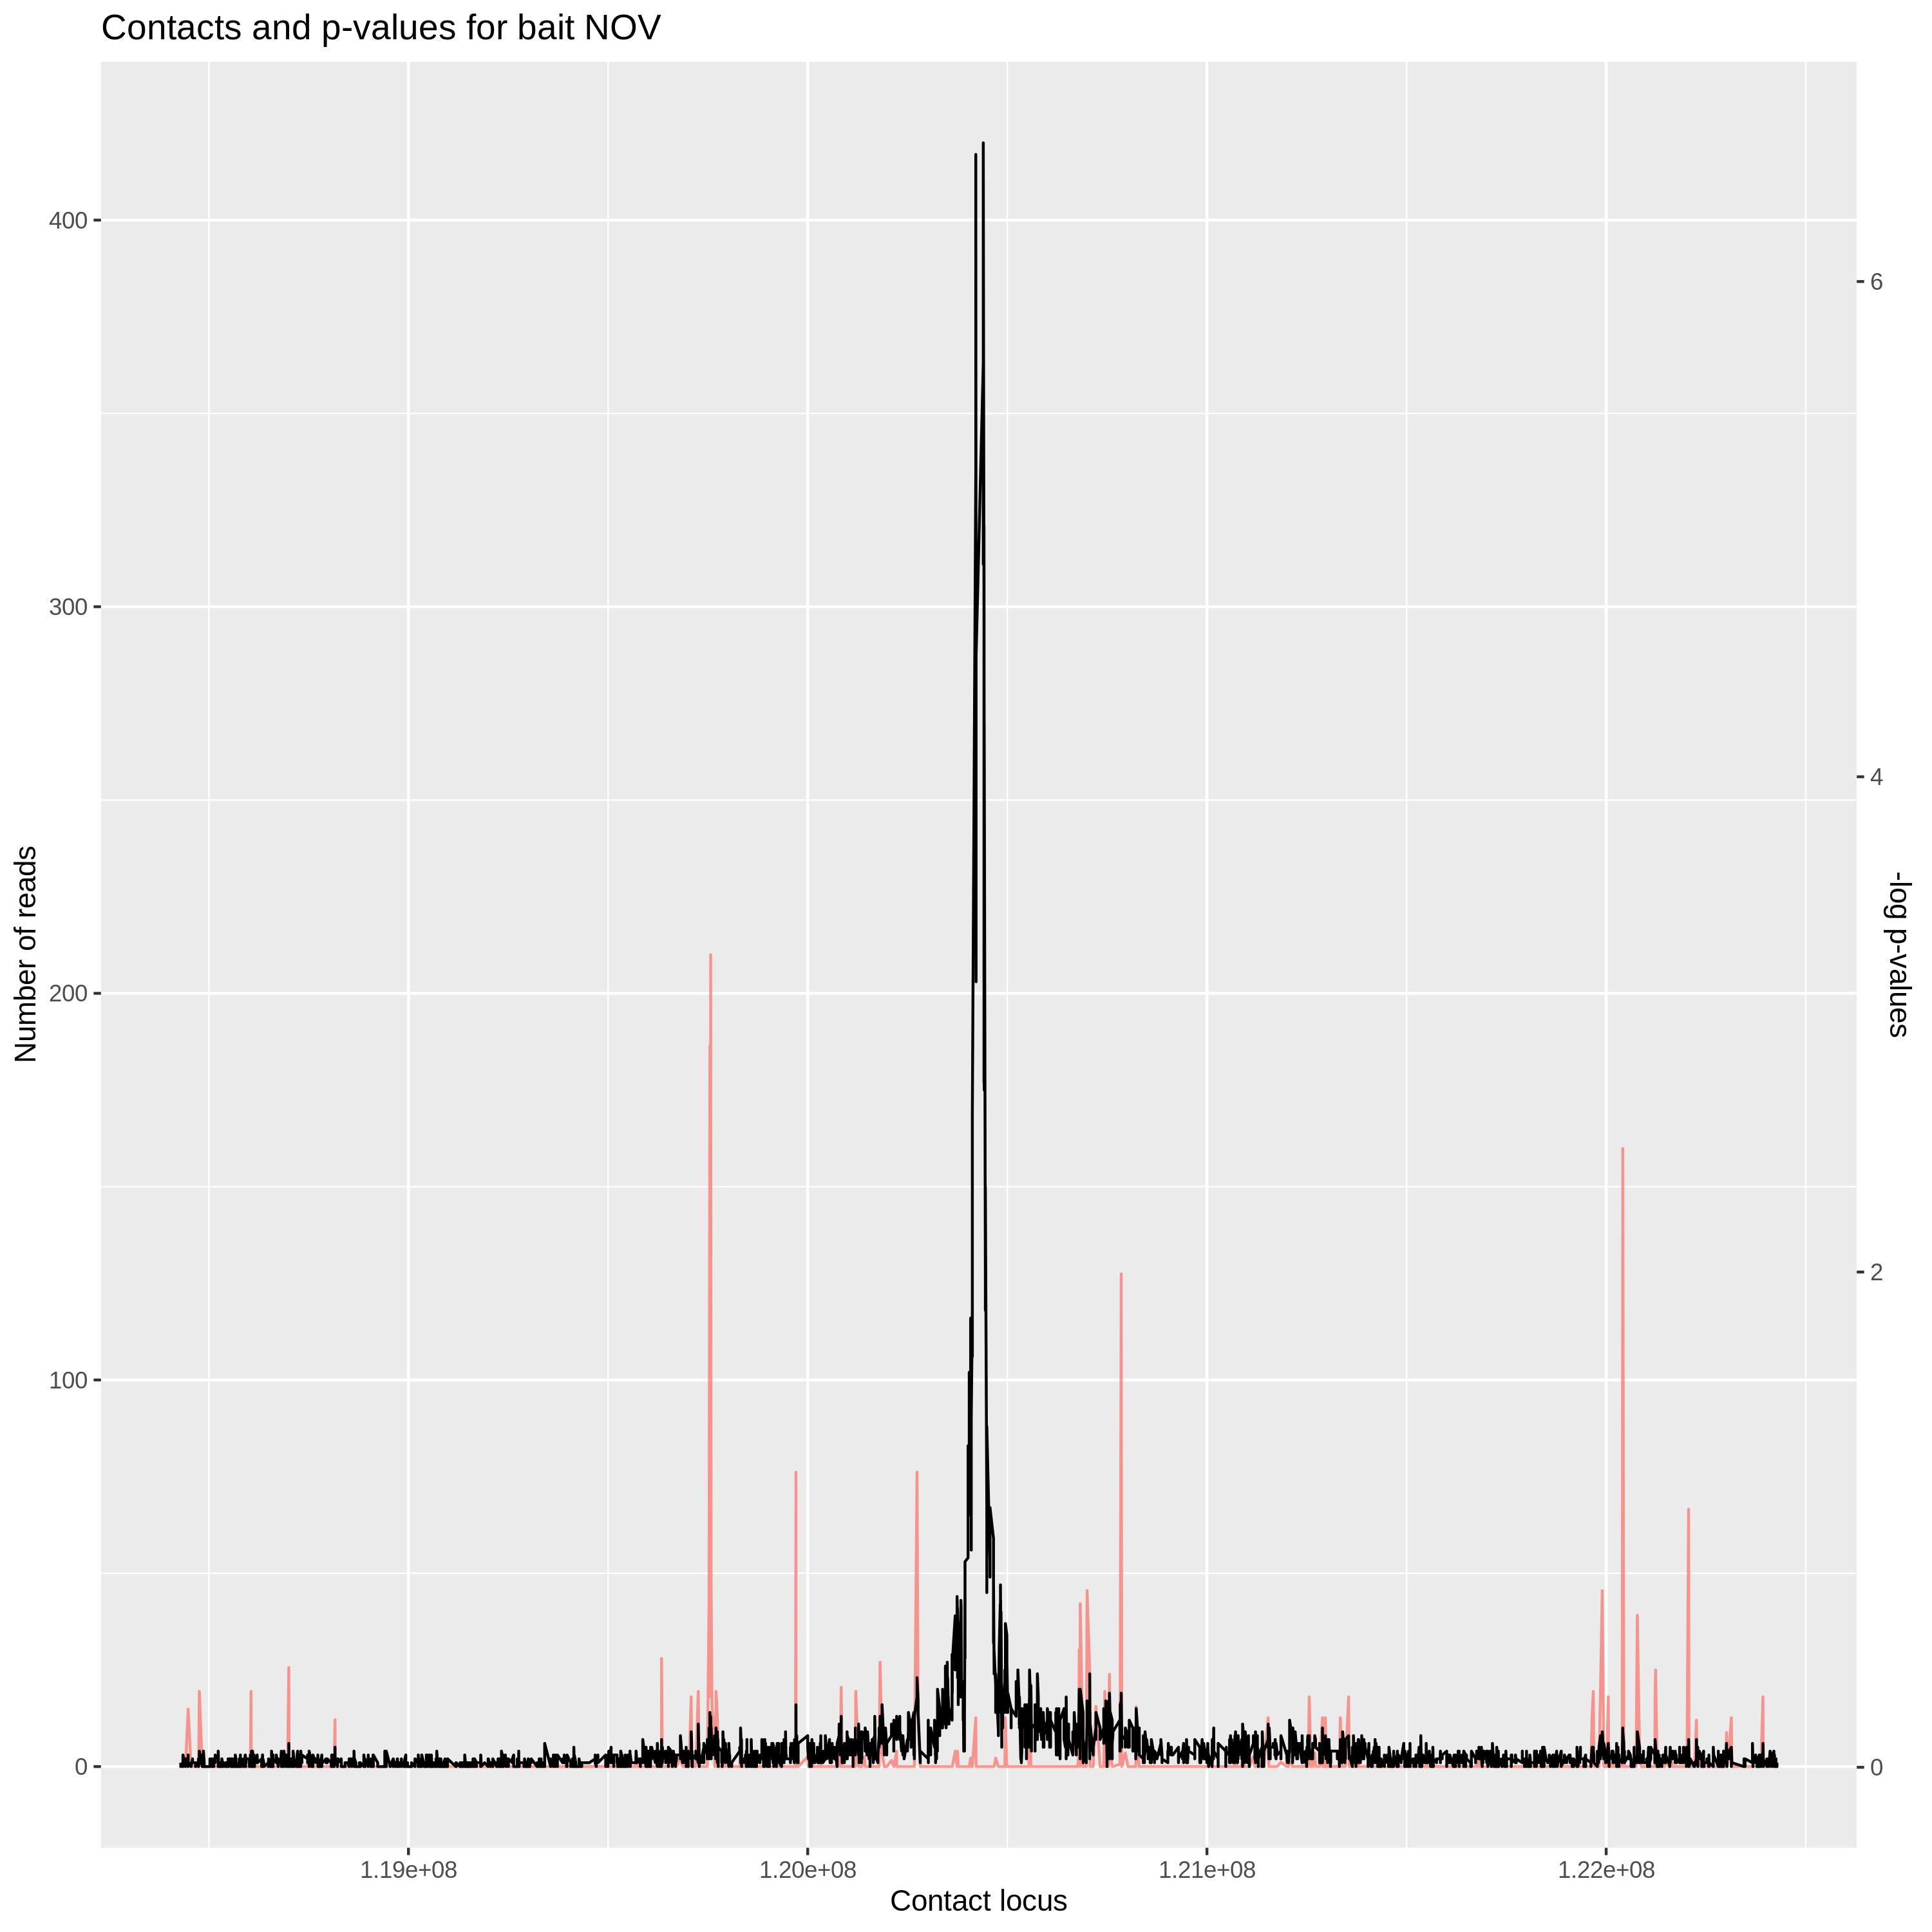 Contacts and p-values for bait NOV
400
300
200
100
0
6
4
2
0
Number of reads
-log p-values
1.19e+08
1.20e+08
1.21e+08
1.22e+08
Contact locus